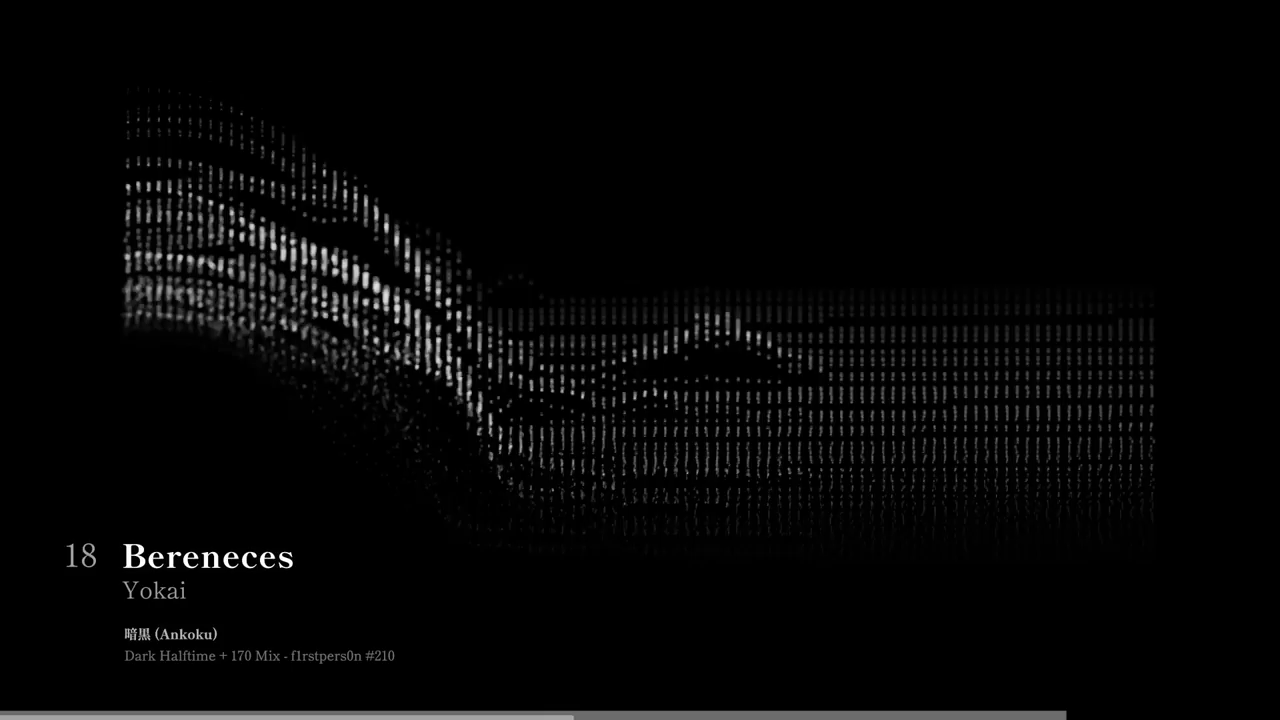 18 Bereneces
Yokai
暗黒 (Ankoku)
Dark Halftime + 170 Mix - f1rstpers0n #210